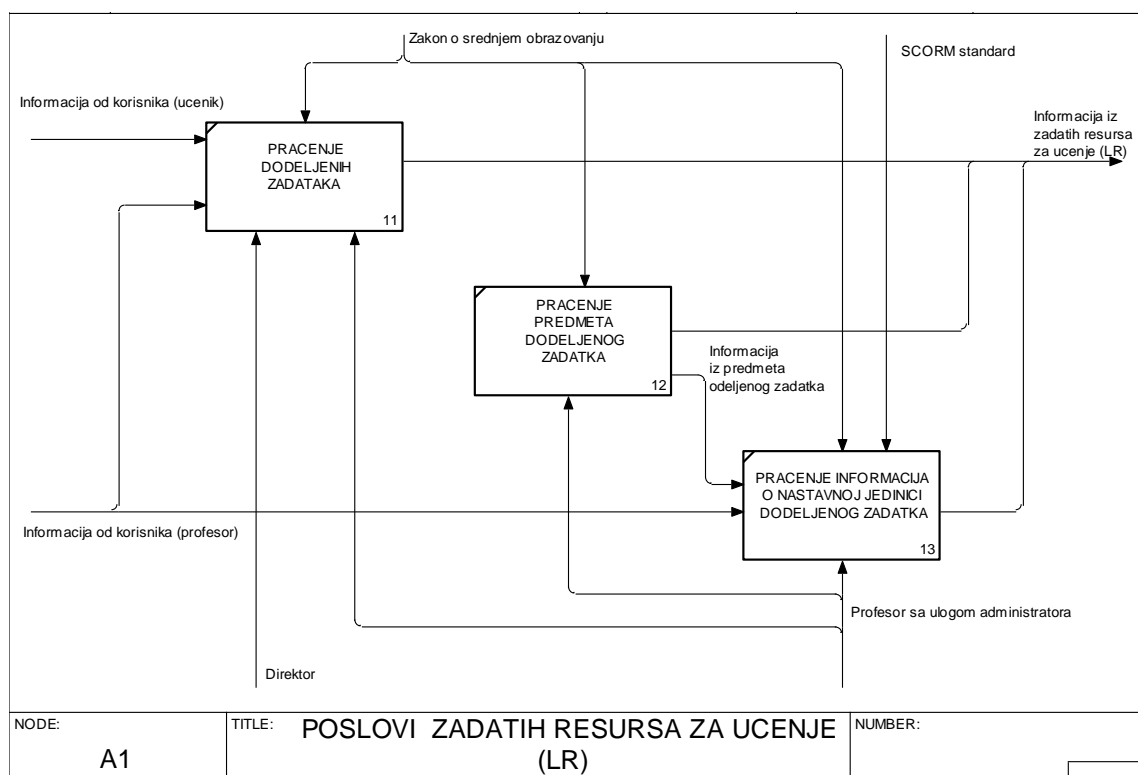 Zakon o srednjem obrazovanju
SCORM standard
Informacija od korisnika (ucenik)
Informacija iz
zadatih resursa
za ucenje (LR)
PRACENJE
DODELJENIH
ZADATAKA
11
PRACENJE
PREDMETA
DODELJENOG
ZADATKA
12
Informacija
iz predmeta
odeljenog zadatka
PRACENJE INFORMACIJA
O NASTAVNOJ JEDINICI
DODELJENOG ZADATKA
13
Informacija od korisnika (profesor)
Profesor sa ulogom administratora
Direktor
NODE:
A1
TITLE:
POSLOVI ZADATIH RESURSA ZA UCENJE
(LR)
NUMBER: